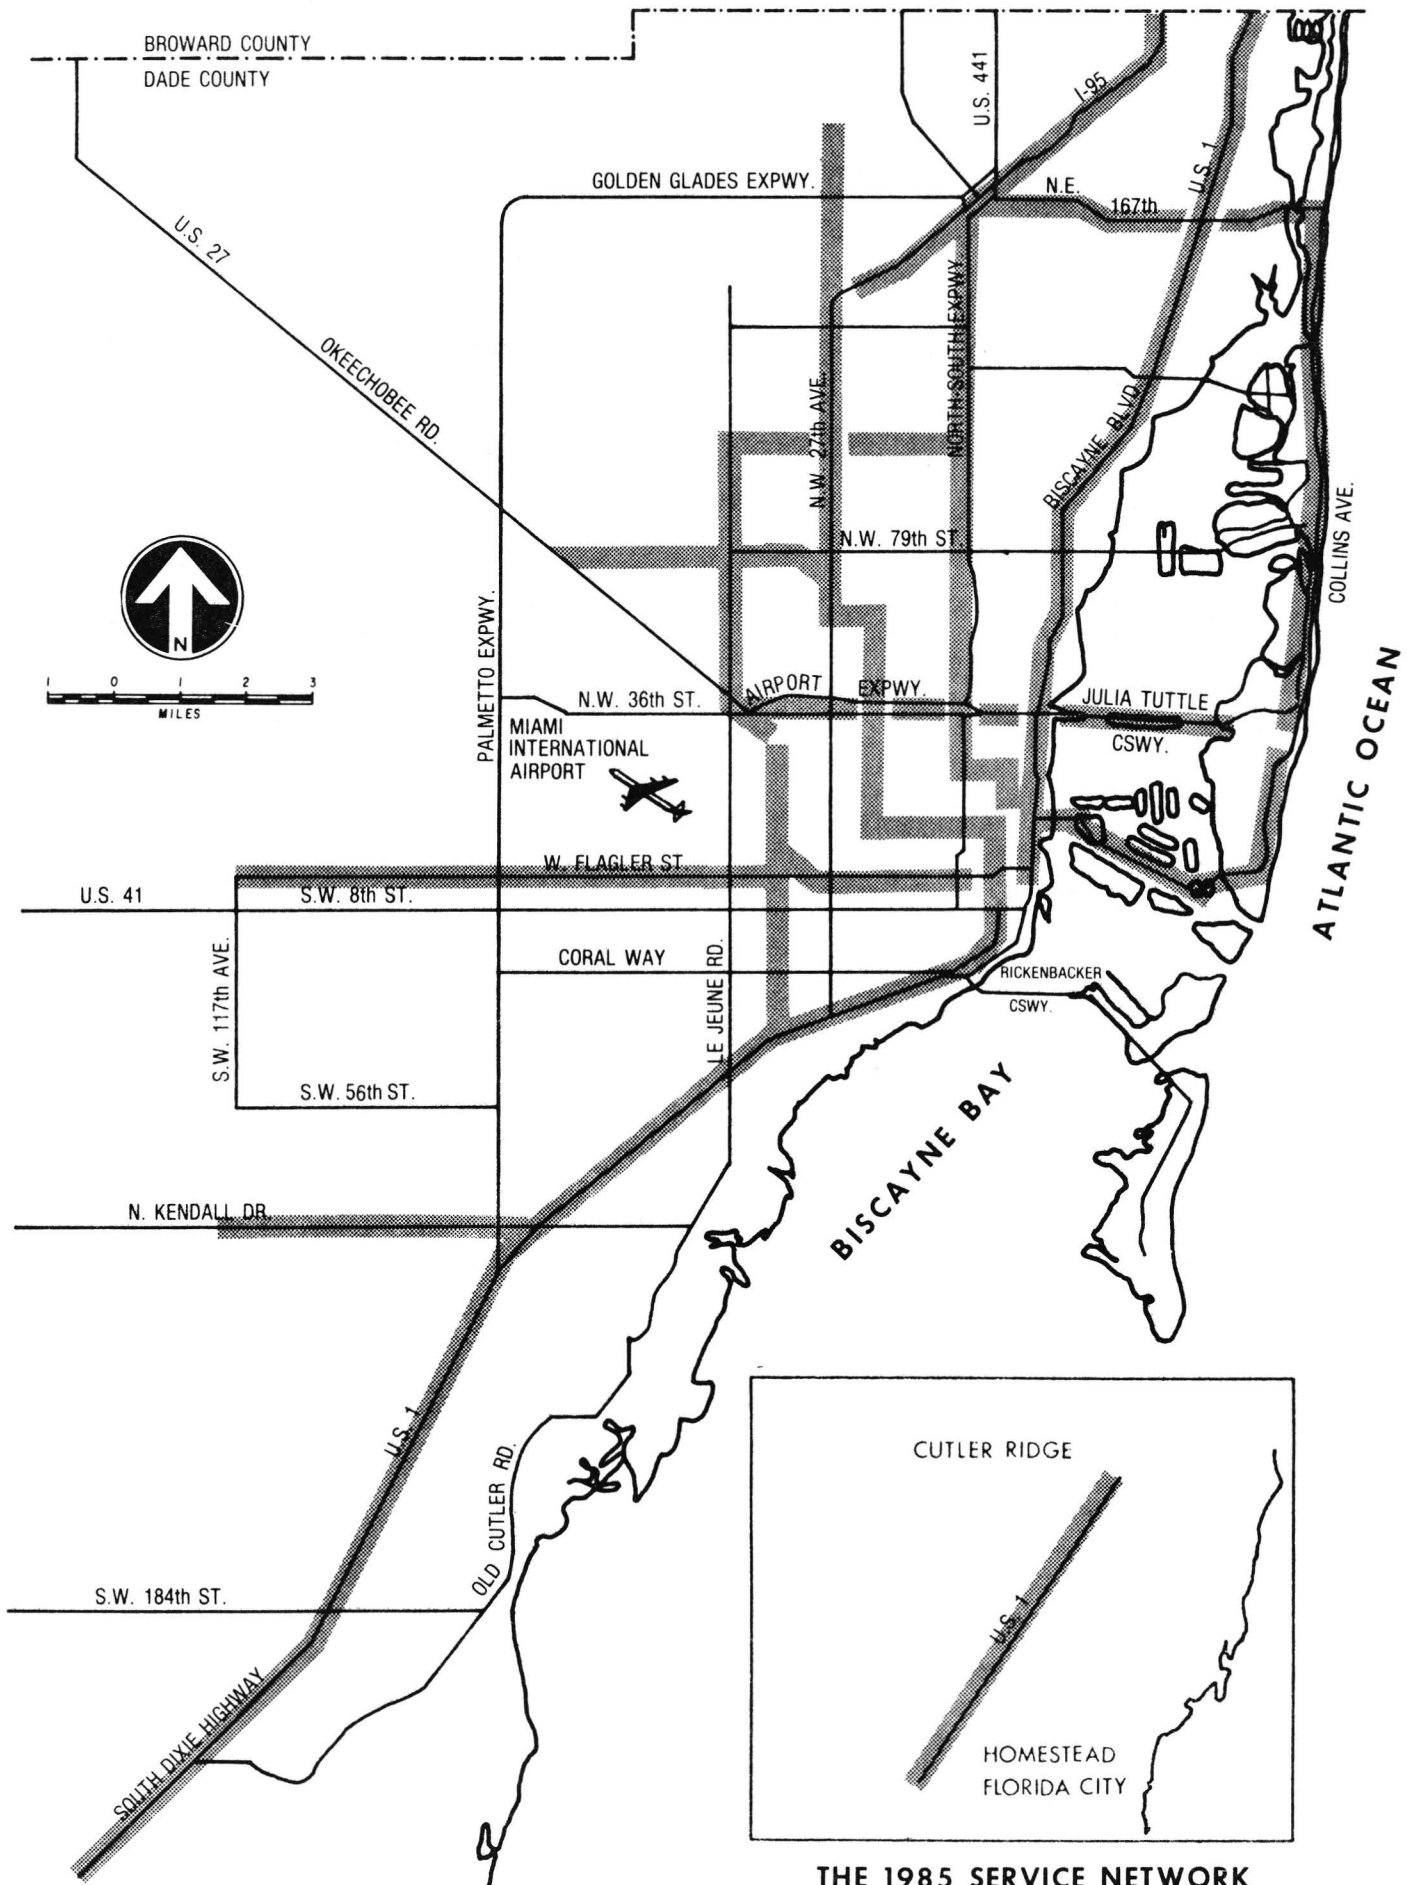 BROWARD COUNTY
DADE COUNTY
U.S. 441
I-95
U.S. 1
GOLDEN GLADES EXPWY.
N.E.
167th
U.S. 27
OKEECHOBEE RD.
NORTH-SOUTH EXPWY.
N.W. 27th AVE.
BISCAYNE BLVD.
N.W. 79th ST.
COLLINS AVE.
N
1 0 1 2 3
MILES
PALMETTO EXPWY.
N.W. 36th ST.
AIRPORT EXPWY.
JULIA TUTTLE
CSWY.
MIAMI
INTERNATIONAL
AIRPORT
ATLANTIC OCEAN
W. FLAGLER ST.
U.S. 41
S.W. 8th ST.
CORAL WAY
LE JEUNE RD.
RICKENBACKER
CSWY.
S.W. 117th AVE.
S.W. 56th ST.
BISCAYNE BAY
N. KENDALL DR.
U.S. 1
OLD CUTLER RD.
S.W. 184th ST.
SOUTH DIXIE HIGHWAY
CUTLER RIDGE
U.S. 1
HOMESTEAD
FLORIDA CITY
THE 1985 SERVICE NETWORK